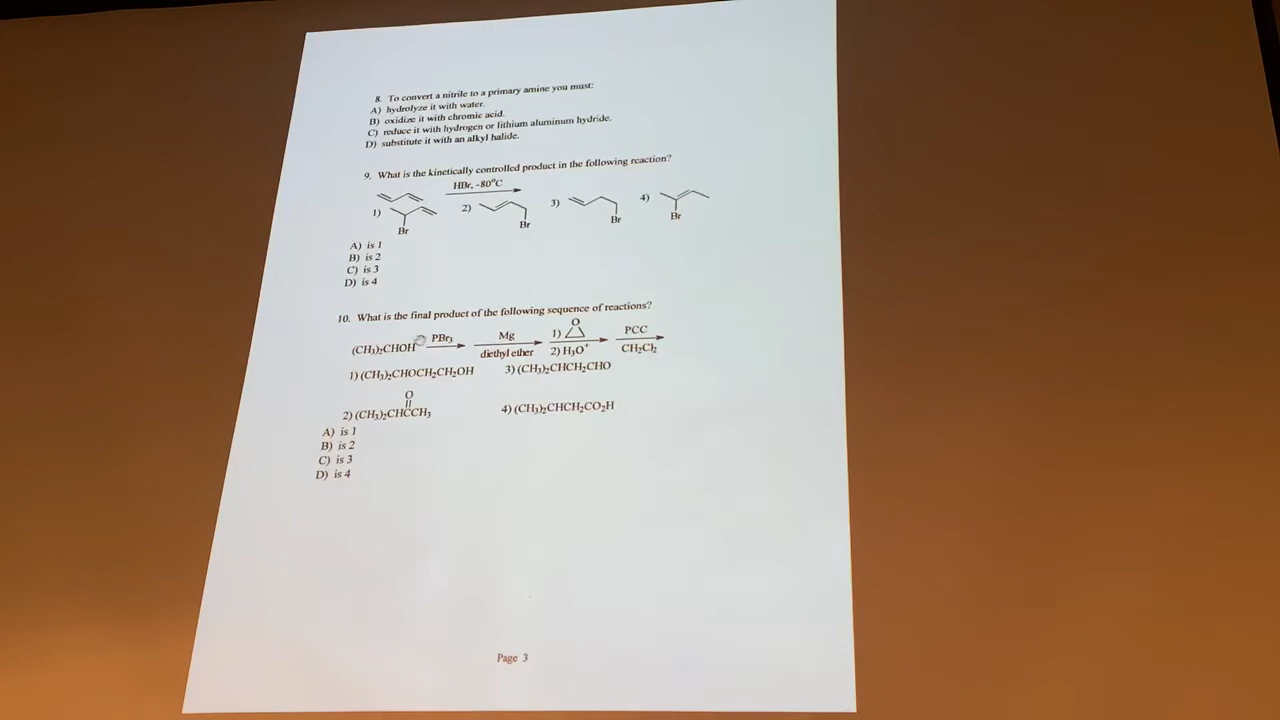 8. To convert a nitrile to a primary amine you must:
A) hydrolyze it with water.
B) oxidize it with chromic acid.
C) reduce it with hydrogen or lithium aluminum hydride.
D) substitute it with an alkyl halide.
9. What is the kinetically controlled product in the following reaction?
HBr, -80°C
1) 2) 3) 4)
Br Br Br Br
A) is 1
B) is 2
C) is 3
D) is 4
10. What is the final product of the following sequence of reactions?
(CH₃)₂CHOH PBr₃ Mg diethyl ether 1) O 2) H₃O⁺ PCC CH₂Cl₂
1) (CH₃)₂CHOCH₂CH₂OH 3) (CH₃)₂CHCH₂CHO
O
2) (CH₃)₂CHCCH₃ 4) (CH₃)₂CHCH₂CO₂H
A) is 1
B) is 2
C) is 3
D) is 4
Page 3